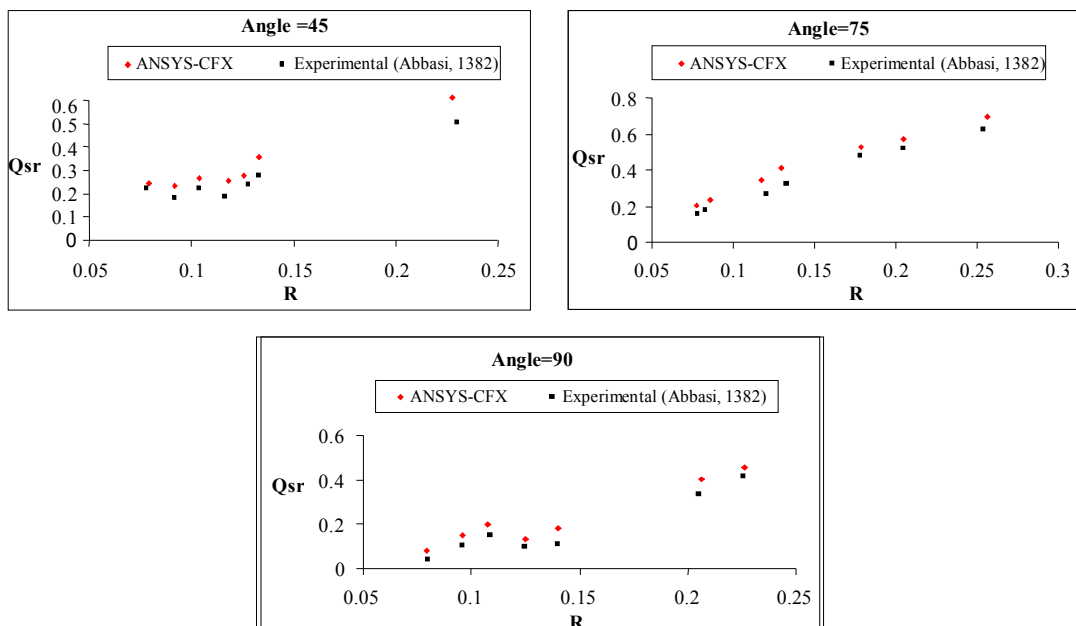 Angle =45
ANSYS-CFX Experimental (Abbasi, 1382)
0.6
0.5
0.4
0.3
0.2
0.1
0
Qsr
0.05 0.1 0.15 0.2 0.25
R
Angle=75
ANSYS-CFX Experimental (Abbasi, 1382)
0.8
0.6
0.4
0.2
0
Qsr
0.05 0.1 0.15 0.2 0.25 0.3
R
Angle=90
ANSYS-CFX Experimental (Abbasi, 1382)
0.6
0.4
0.2
0
Qsr
0.05 0.1 0.15 0.2 0.25
R